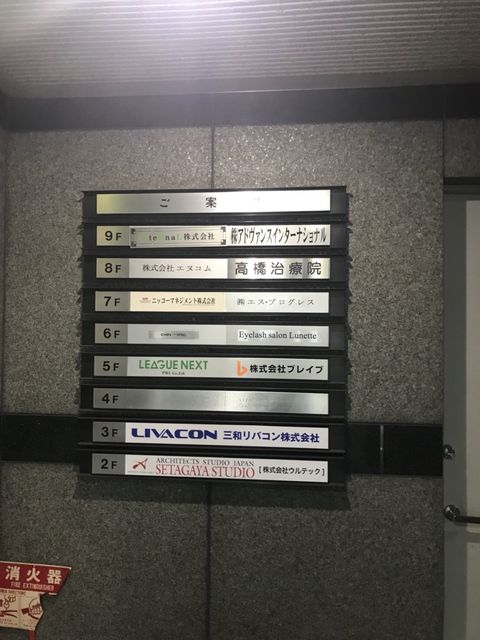 ご案内
9F te nal 株式会社 ㈱アドヴァンスインターナショナル
8F 株式会社エヌコム 高橋治療院
7F ニッコーマネジメント株式会社 ㈱エス・プログレス
6F Eyelash salon Lunette
5F LEAGUE NEXT 株式会社ブレイブ
PWL Co.,Ltd
4F
3F LIVACON 三和リバコン株式会社
2F ARCHITECTS STUDIO JAPAN
SETAGAYA STUDIO [株式会社ウルテック]
消火器
FIRE EXTINGUISHER